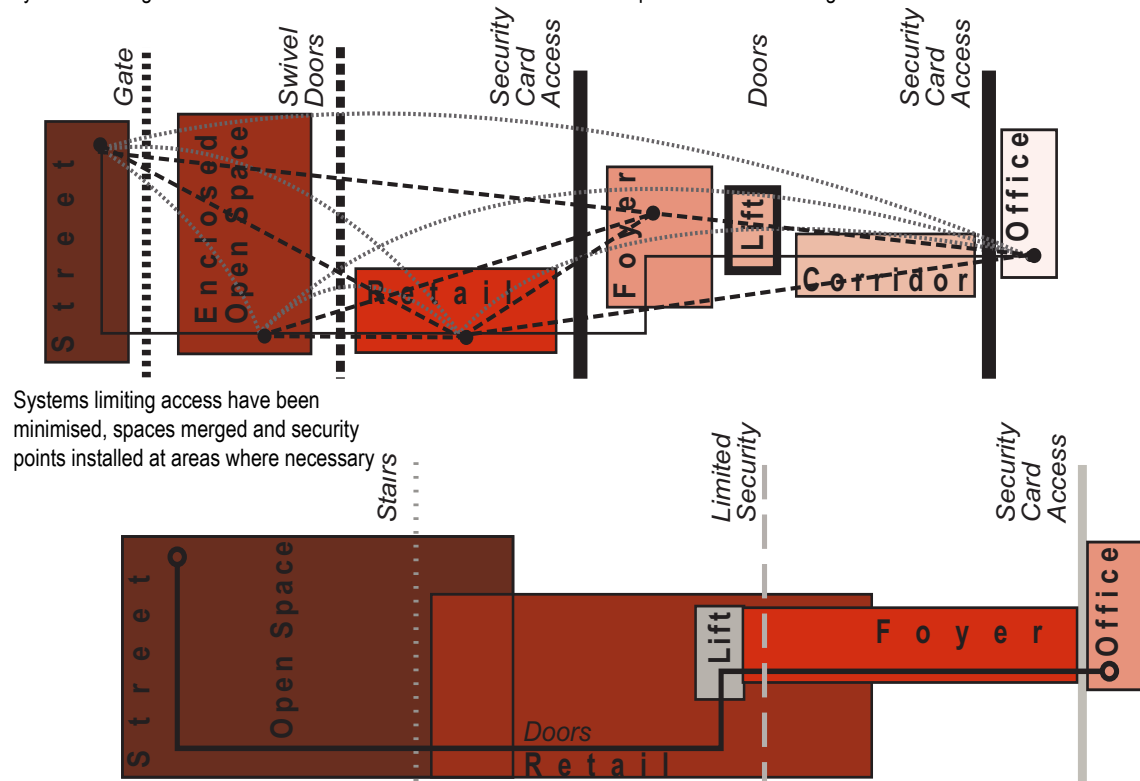 Gate
Swivel
Doors
Security
Card
Access
Doors
Security
Card
Access
Street
Enclosed
Open Space
Retail
Foyer
Lift
Corridor
Office
Systems limiting access have been
minimised, spaces merged and security
points installed at areas where necessary
Stairs
Limited
Security
Security
Card
Access
Street
Open Space
Doors
Retail
Lift
Foyer
Office